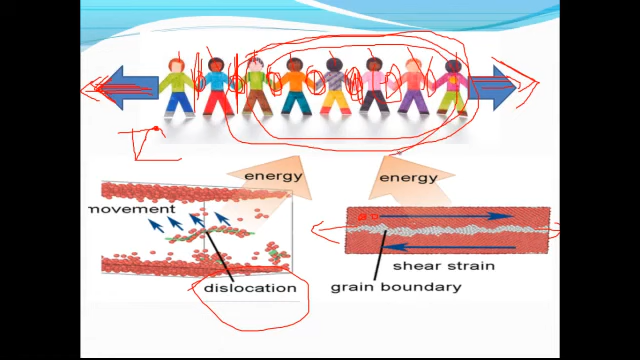 energy
energy
movement
dislocation
shear strain
grain boundary